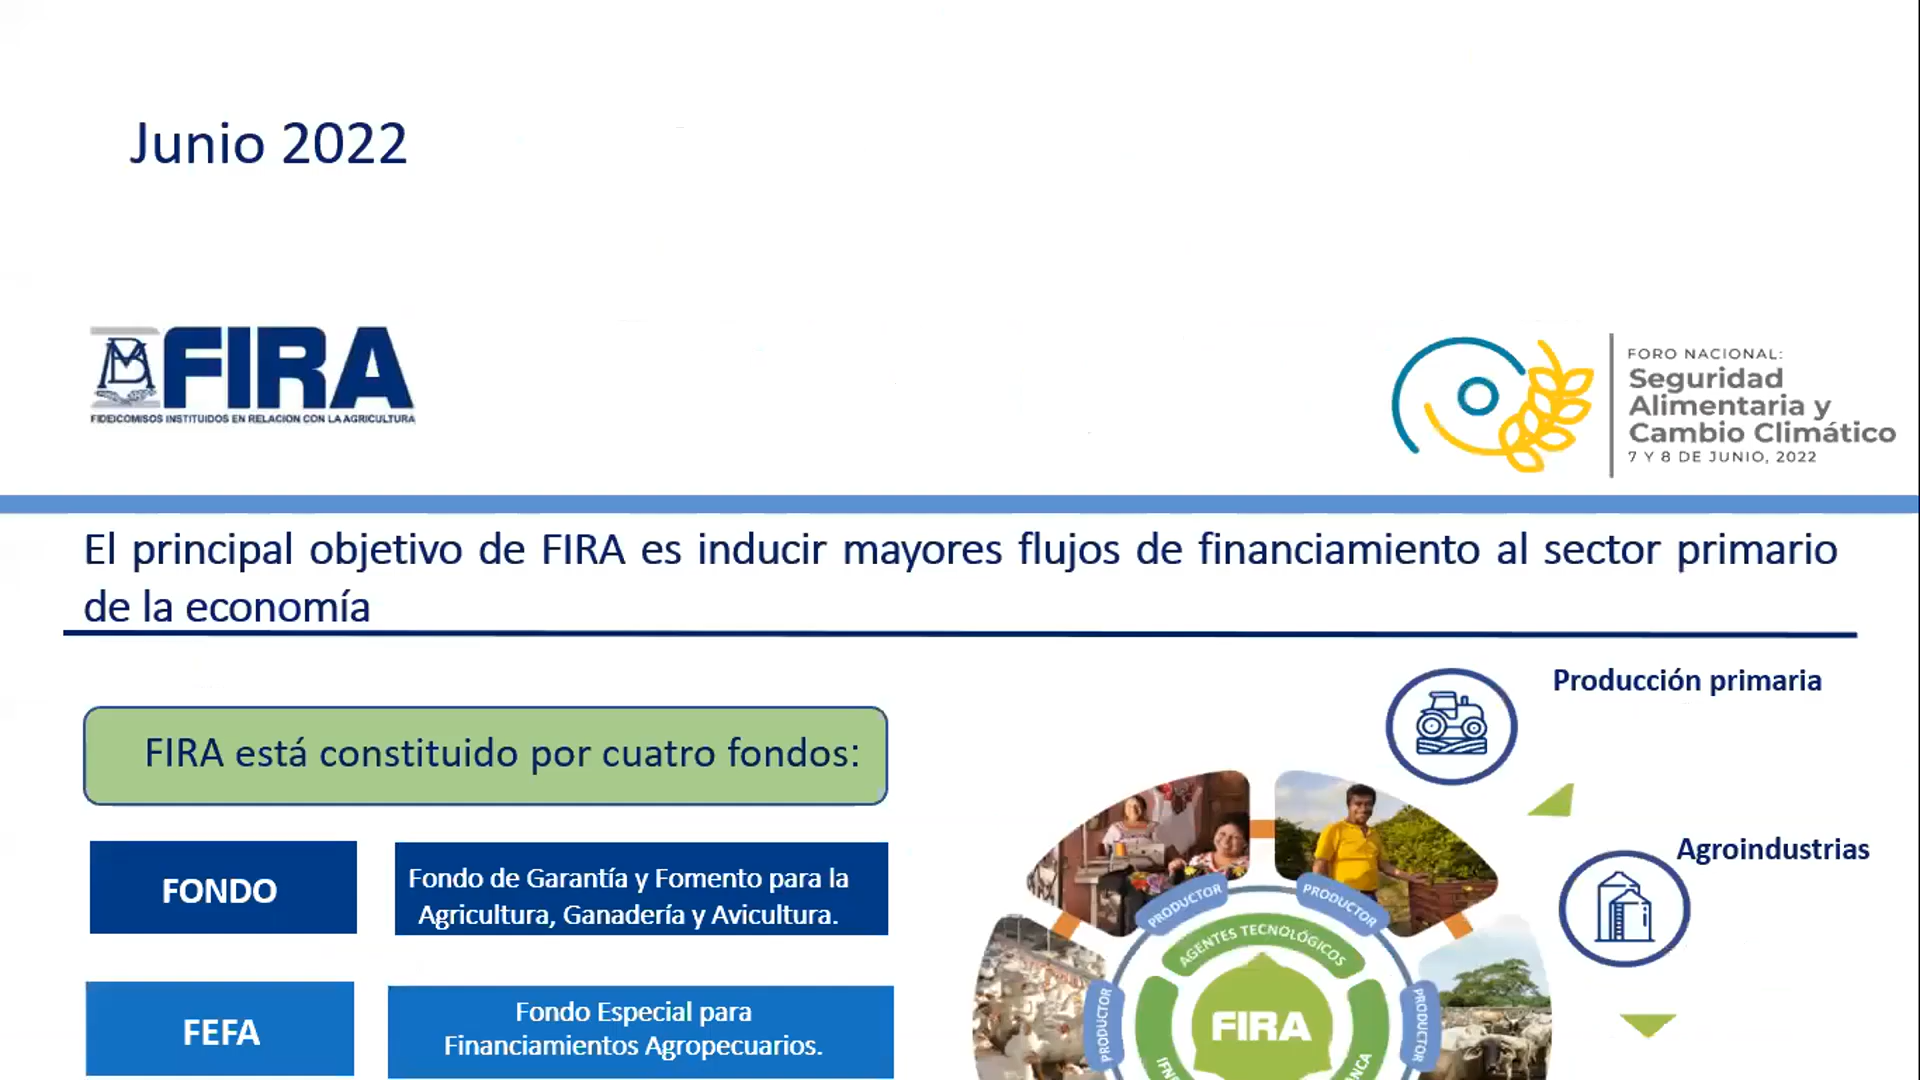 Junio 2022
FIRA
FIDEICOMISOS INSTITUIDOS EN RELACION CON LA AGRICULTURA
FORO NACIONAL:
Seguridad
Alimentaria y
Cambio Climático
7 Y 8 DE JUNIO, 2022
El principal objetivo de FIRA es inducir mayores flujos de financiamiento al sector primario
de la economía
FIRA está constituido por cuatro fondos:
FONDO
Fondo de Garantía y Fomento para la
Agricultura, Ganadería y Avicultura.
FEFA
Fondo Especial para
Financiamientos Agropecuarios.
Producción primaria
Agroindustrias
PRODUCTOR
PRODUCTOR
AGENTES TECNOLÓGICOS
PRODUCTOR
PRODUCTOR
FIRA